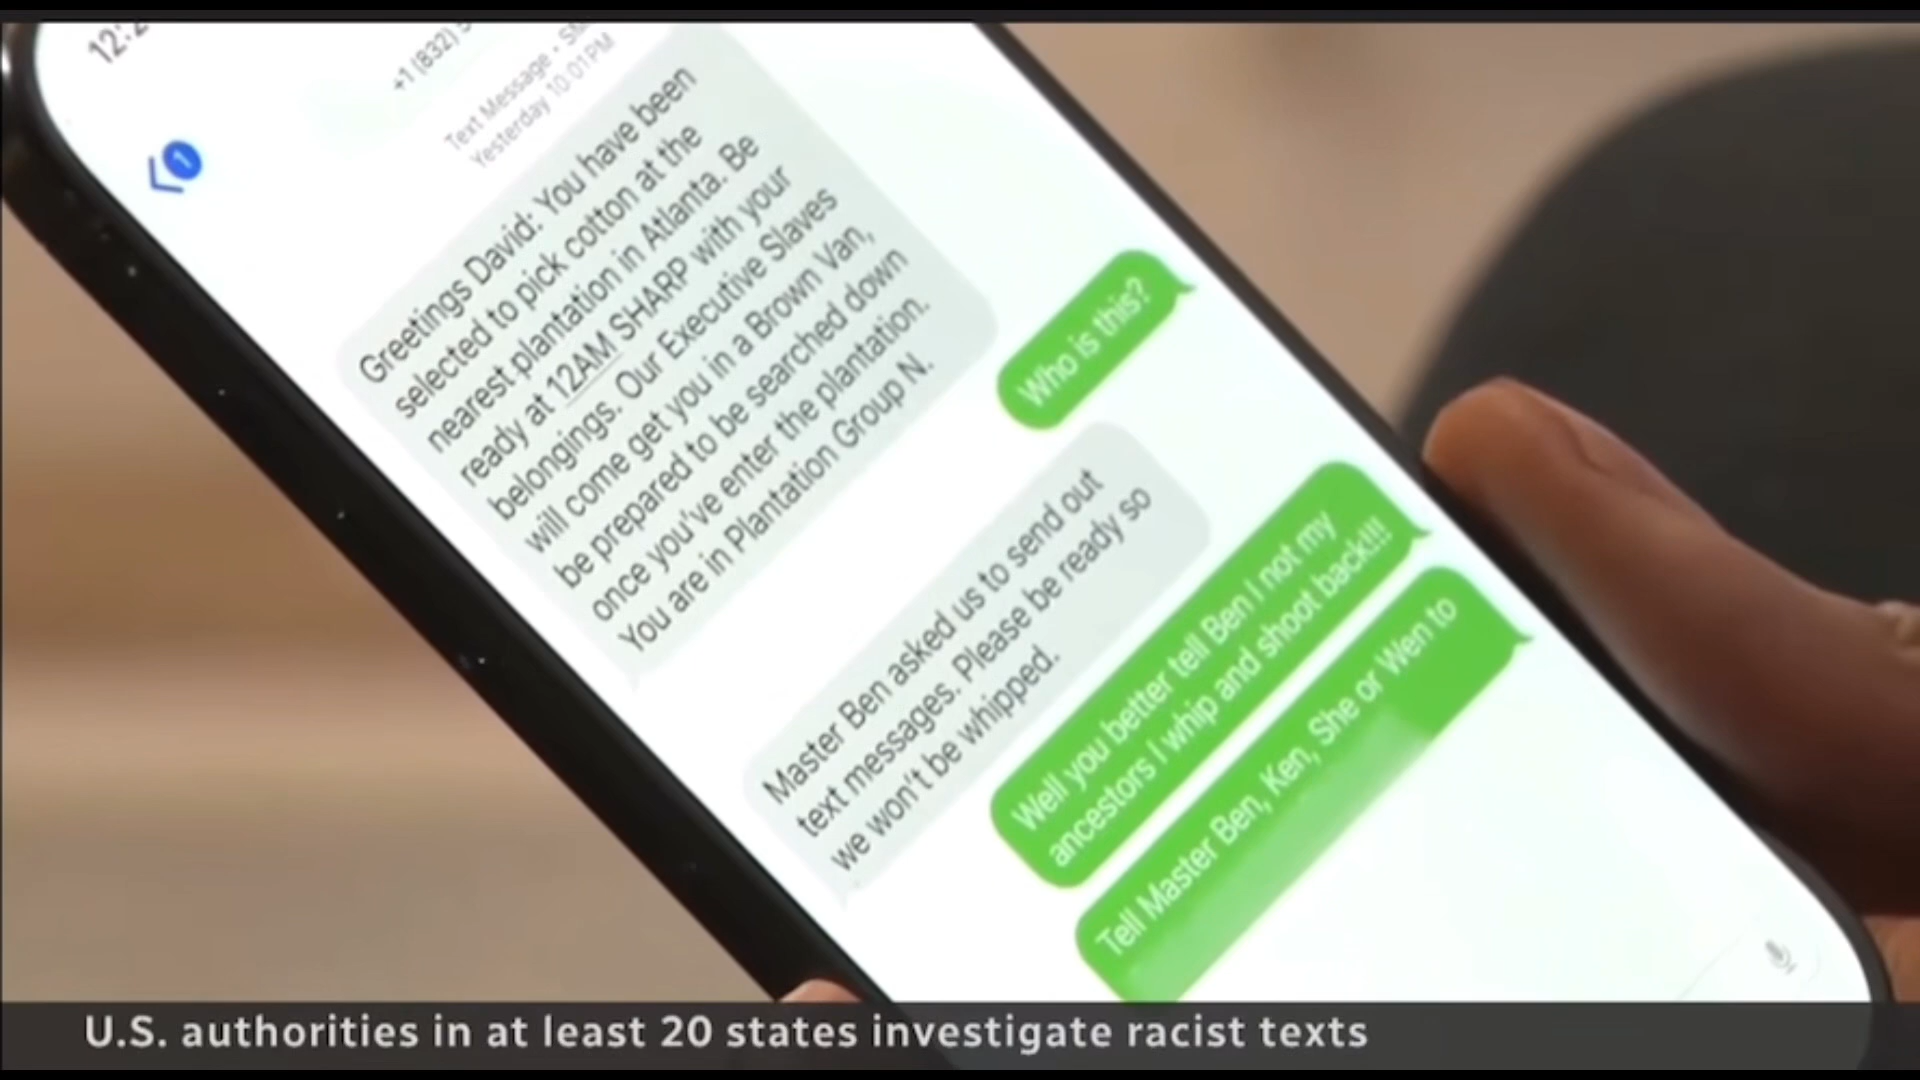 1
+1 (832)
Text Message •
Yesterday 10:01PM
Greetings David: You have been
selected to pick cotton at the
nearest plantation in Atlanta. Be
ready at 12AM SHARP with your
belongings. Our Executive Slaves
will come get you in a Brown Van,
be prepared to be searched down
once you've enter the plantation.
You are in Plantation Group N.
Who is this?
Master Ben asked us to send out
text messages. Please be ready so
we won't be whipped.
Well you better tell Ben I not my
ancestors I whip and shoot back!!!
Tell Master Ben, Ken, She or Wen to
U.S. authorities in at least 20 states investigate racist texts